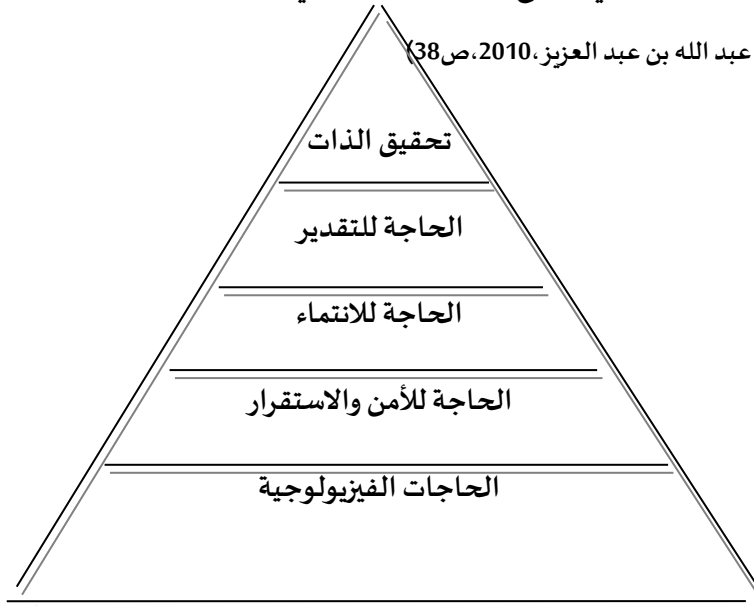 عبد الله بن عبد العزيز،2010،ص38)
تحقيق الذات
الحاجة للتقدير
الحاجة للانتماء
الحاجة للأمن والاستقرار
الحاجات الفيزيولوجية